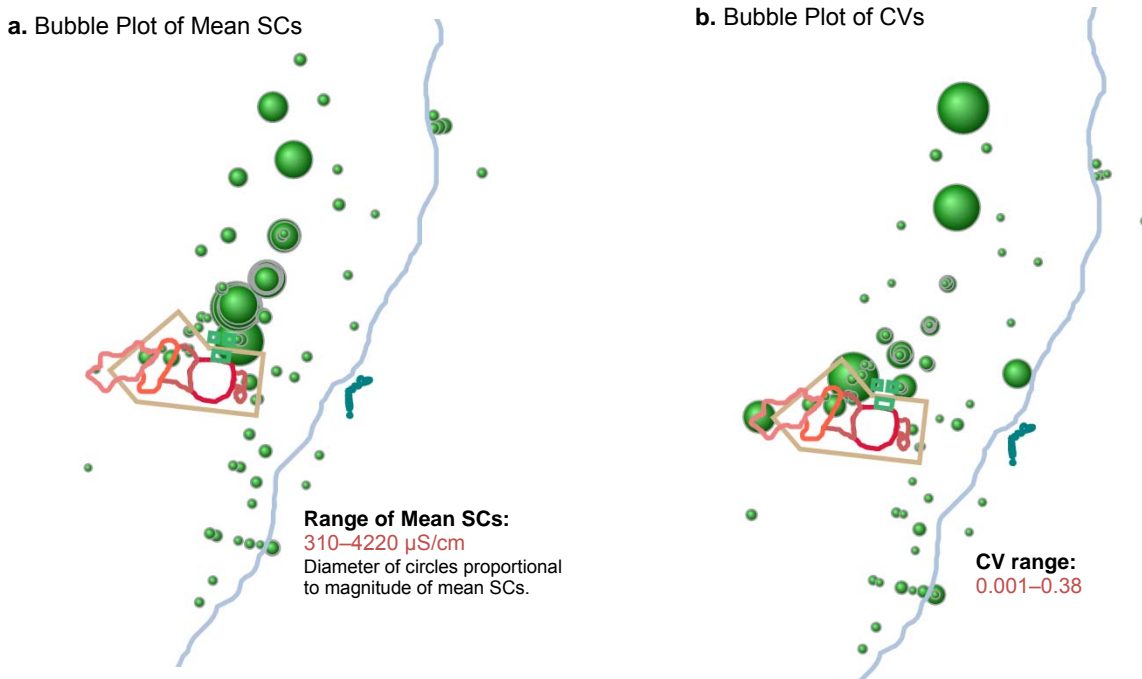 a. Bubble Plot of Mean SCs
b. Bubble Plot of CVs
Range of Mean SCs:
310–4220 µS/cm
Diameter of circles proportional
to magnitude of mean SCs.
CV range:
0.001–0.38